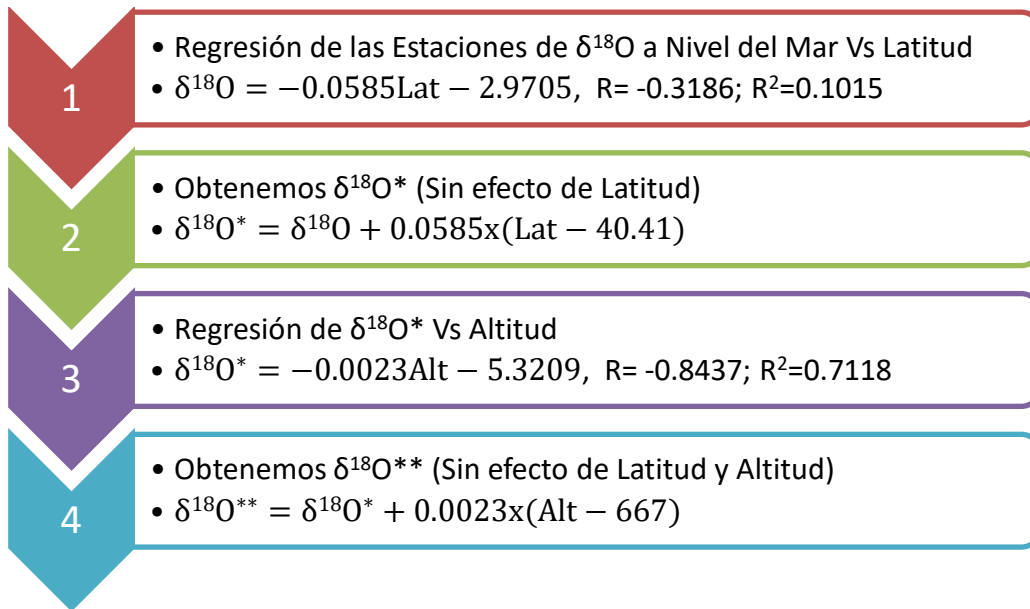 1
• Regresión de las Estaciones de δ¹⁸O a Nivel del Mar Vs Latitud
• δ¹⁸O = −0.0585Lat − 2.9705, R= -0.3186; R²=0.1015
2
• Obtenemos δ¹⁸O* (Sin efecto de Latitud)
• δ¹⁸O* = δ¹⁸O + 0.0585x(Lat − 40.41)
3
• Regresión de δ¹⁸O* Vs Altitud
• δ¹⁸O* = −0.0023Alt − 5.3209, R= -0.8437; R²=0.7118
4
• Obtenemos δ¹⁸O** (Sin efecto de Latitud y Altitud)
• δ¹⁸O** = δ¹⁸O* + 0.0023x(Alt − 667)